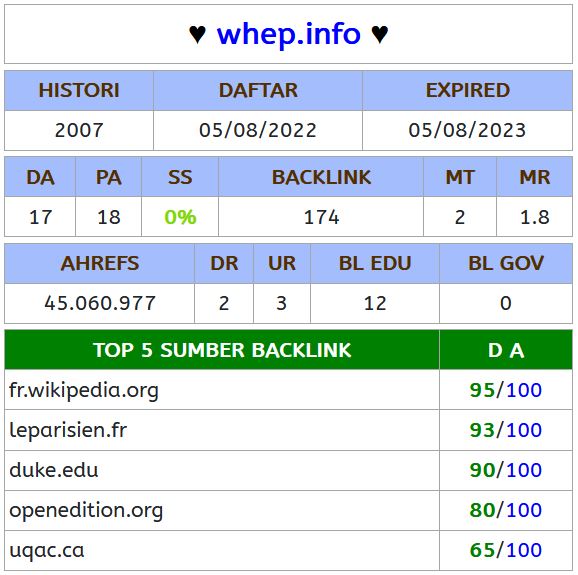 ♥ whep.info ♥
HISTORI DAFTAR EXPIRED
2007 05/08/2022 05/08/2023
DA PA SS BACKLINK MT MR
17 18 0% 174 2 1.8
AHREFS DR UR BL EDU BL GOV
45.060.977 2 3 12 0
TOP 5 SUMBER BACKLINK D A
fr.wikipedia.org 95/100
leparisien.fr 93/100
duke.edu 90/100
openedition.org 80/100
uqac.ca 65/100